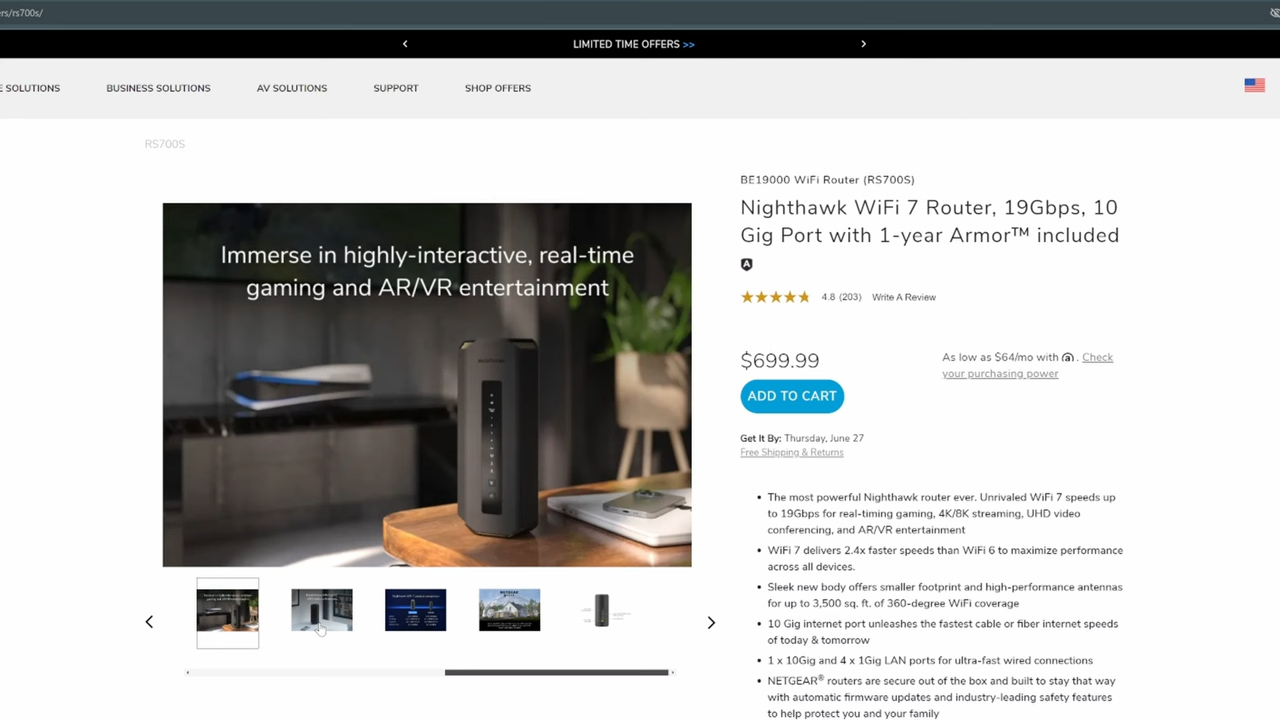 ers/rs700s/
LIMITED TIME OFFERS >>
E SOLUTIONS
BUSINESS SOLUTIONS
AV SOLUTIONS
SUPPORT
SHOP OFFERS
RS700S
Immerse in highly-interactive, real-time
gaming and AR/VR entertainment
BE19000 WiFi Router (RS700S)
Nighthawk WiFi 7 Router, 19Gbps, 10
Gig Port with 1-year Armor™ included
4.8 (203) Write A Review
$699.99
As low as $64/mo with . Check
your purchasing power
ADD TO CART
Get It By: Thursday, June 27
Free Shipping & Returns
• The most powerful Nighthawk router ever. Unrivaled WiFi 7 speeds up
to 19Gbps for real-timing gaming, 4K/8K streaming, UHD video
conferencing, and AR/VR entertainment
• WiFi 7 delivers 2.4x faster speeds than WiFi 6 to maximize performance
across all devices.
• Sleek new body offers smaller footprint and high-performance antennas
for up to 3,500 sq. ft. of 360-degree WiFi coverage
• 10 Gig internet port unleashes the fastest cable or fiber internet speeds
of today & tomorrow
• 1 x 10Gig and 4 x 1Gig LAN ports for ultra-fast wired connections
• NETGEAR® routers are secure out of the box and built to stay that way
with automatic firmware updates and industry-leading safety features
to help protect you and your family